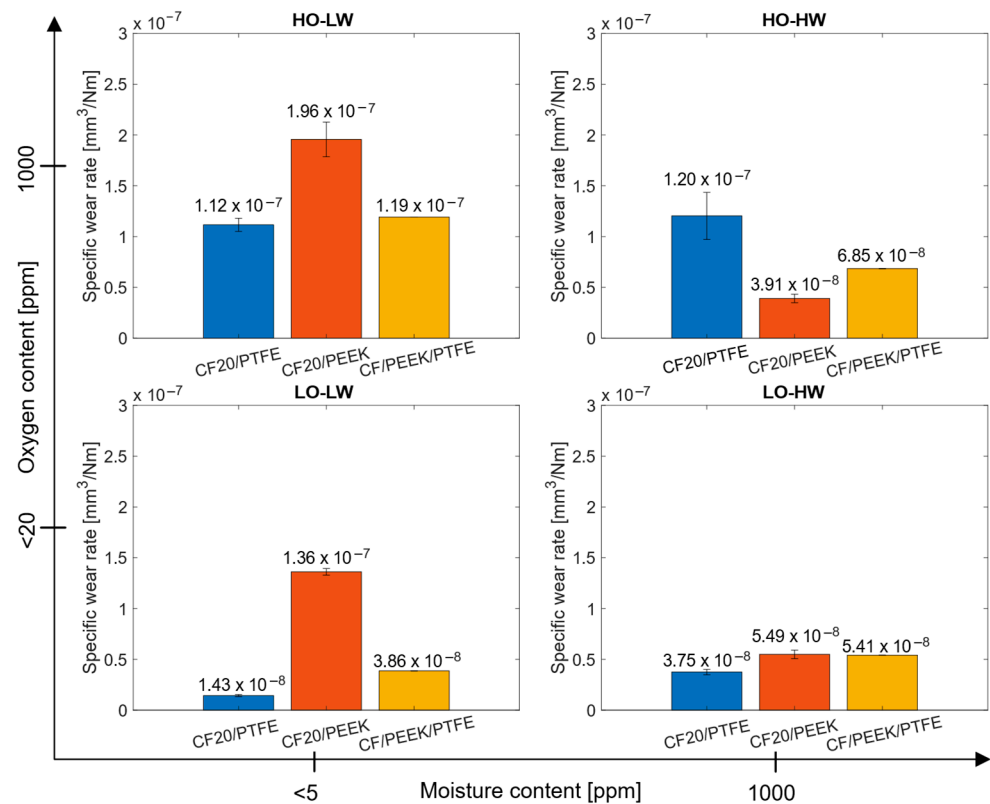 HO-LW
x 10⁻⁷
3
2.5
2
1.5
1
0.5
0
Specific wear rate [mm³/Nm]
1.12 x 10⁻⁷
1.96 x 10⁻⁷
1.19 x 10⁻⁷
CF20/PTFE
CF20/PEEK
CF/PEEK/PTFE
HO-HW
x 10⁻⁷
3
2.5
2
1.5
1
0.5
0
Specific wear rate [mm³/Nm]
1.20 x 10⁻⁷
3.91 x 10⁻⁸
6.85 x 10⁻⁸
CF20/PTFE
CF20/PEEK
CF/PEEK/PTFE
LO-LW
x 10⁻⁷
3
2.5
2
1.5
1
0.5
0
Specific wear rate [mm³/Nm]
1.43 x 10⁻⁸
1.36 x 10⁻⁷
3.86 x 10⁻⁸
CF20/PTFE
CF20/PEEK
CF/PEEK/PTFE
LO-HW
x 10⁻⁷
3
2.5
2
1.5
1
0.5
0
Specific wear rate [mm³/Nm]
3.75 x 10⁻⁸
5.49 x 10⁻⁸
5.41 x 10⁻⁸
CF20/PTFE
CF20/PEEK
CF/PEEK/PTFE
1000
Oxygen content [ppm]
<20
<5
Moisture content [ppm]
1000